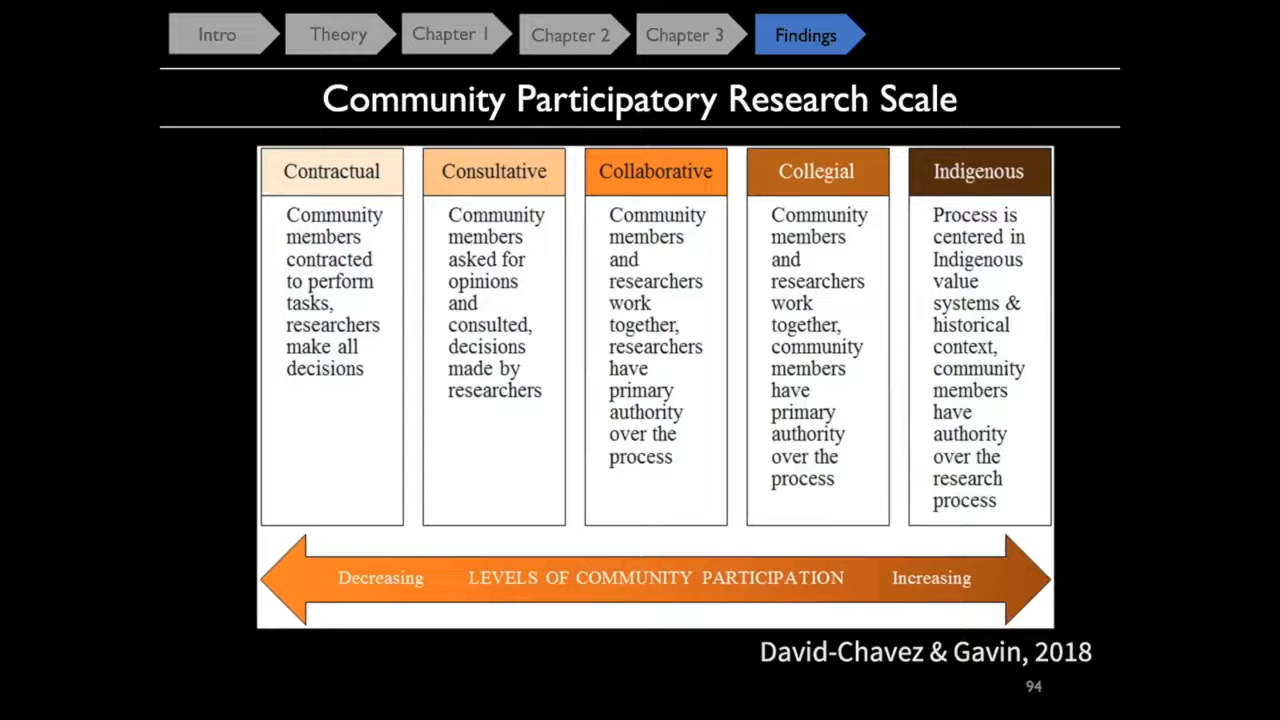 Intro
Theory
Chapter 1
Chapter 2
Chapter 3
Findings
Community Participatory Research Scale
Contractual
Community
members
contracted
to perform
tasks,
researchers
make all
decisions
Consultative
Community
members
asked for
opinions
and
consulted,
decisions
made by
researchers
Collaborative
Community
members
and
researchers
work
together,
researchers
have
primary
authority
over the
process
Collegial
Community
members
and
researchers
work
together,
community
members
have
primary
authority
over the
process
Indigenous
Process is
centered in
Indigenous
value
systems &
historical
context,
community
members
have
authority
over the
research
process
Decreasing LEVELS OF COMMUNITY PARTICIPATION Increasing
David-Chavez & Gavin, 2018
94